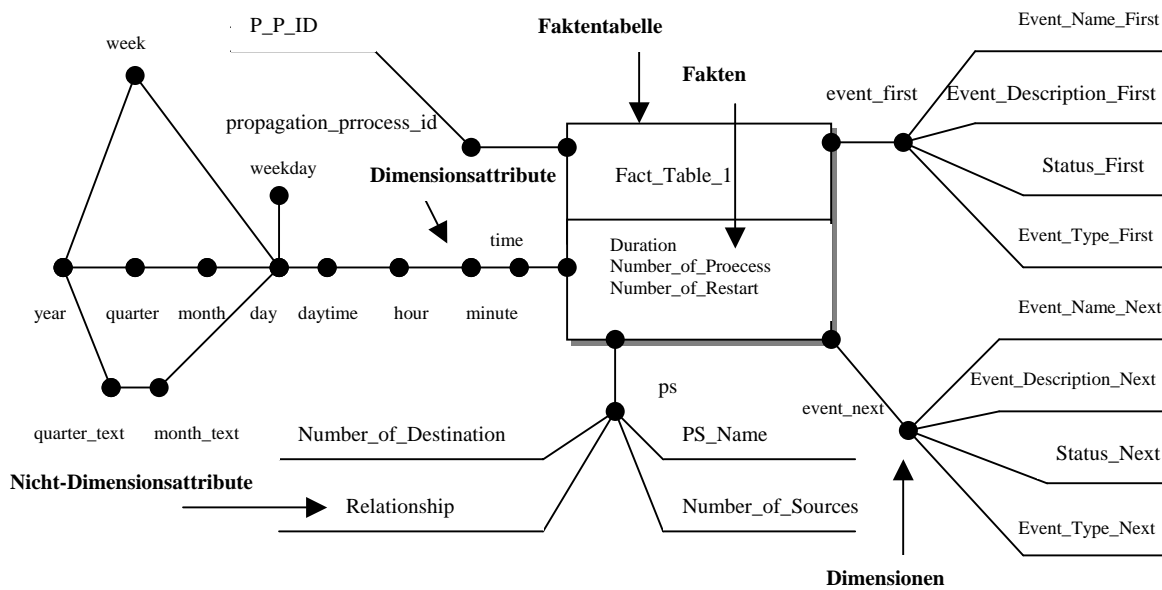 Event_Name_First
P_P_ID
Faktentabelle
week
Fakten
event_first
Event_Description_First
propagation_prrocess_id
weekday
Dimensionsattribute
Fact_Table_1
Status_First
time
Event_Type_First
Duration
Number_of_Proecess
Number_of_Restart
year
quarter
month
day
daytime
hour
minute
Event_Name_Next
ps
Event_Description_Next
event_next
quarter_text
month_text
Number_of_Destination
PS_Name
Status_Next
Nicht-Dimensionsattribute
Relationship
Number_of_Sources
Event_Type_Next
Dimensionen